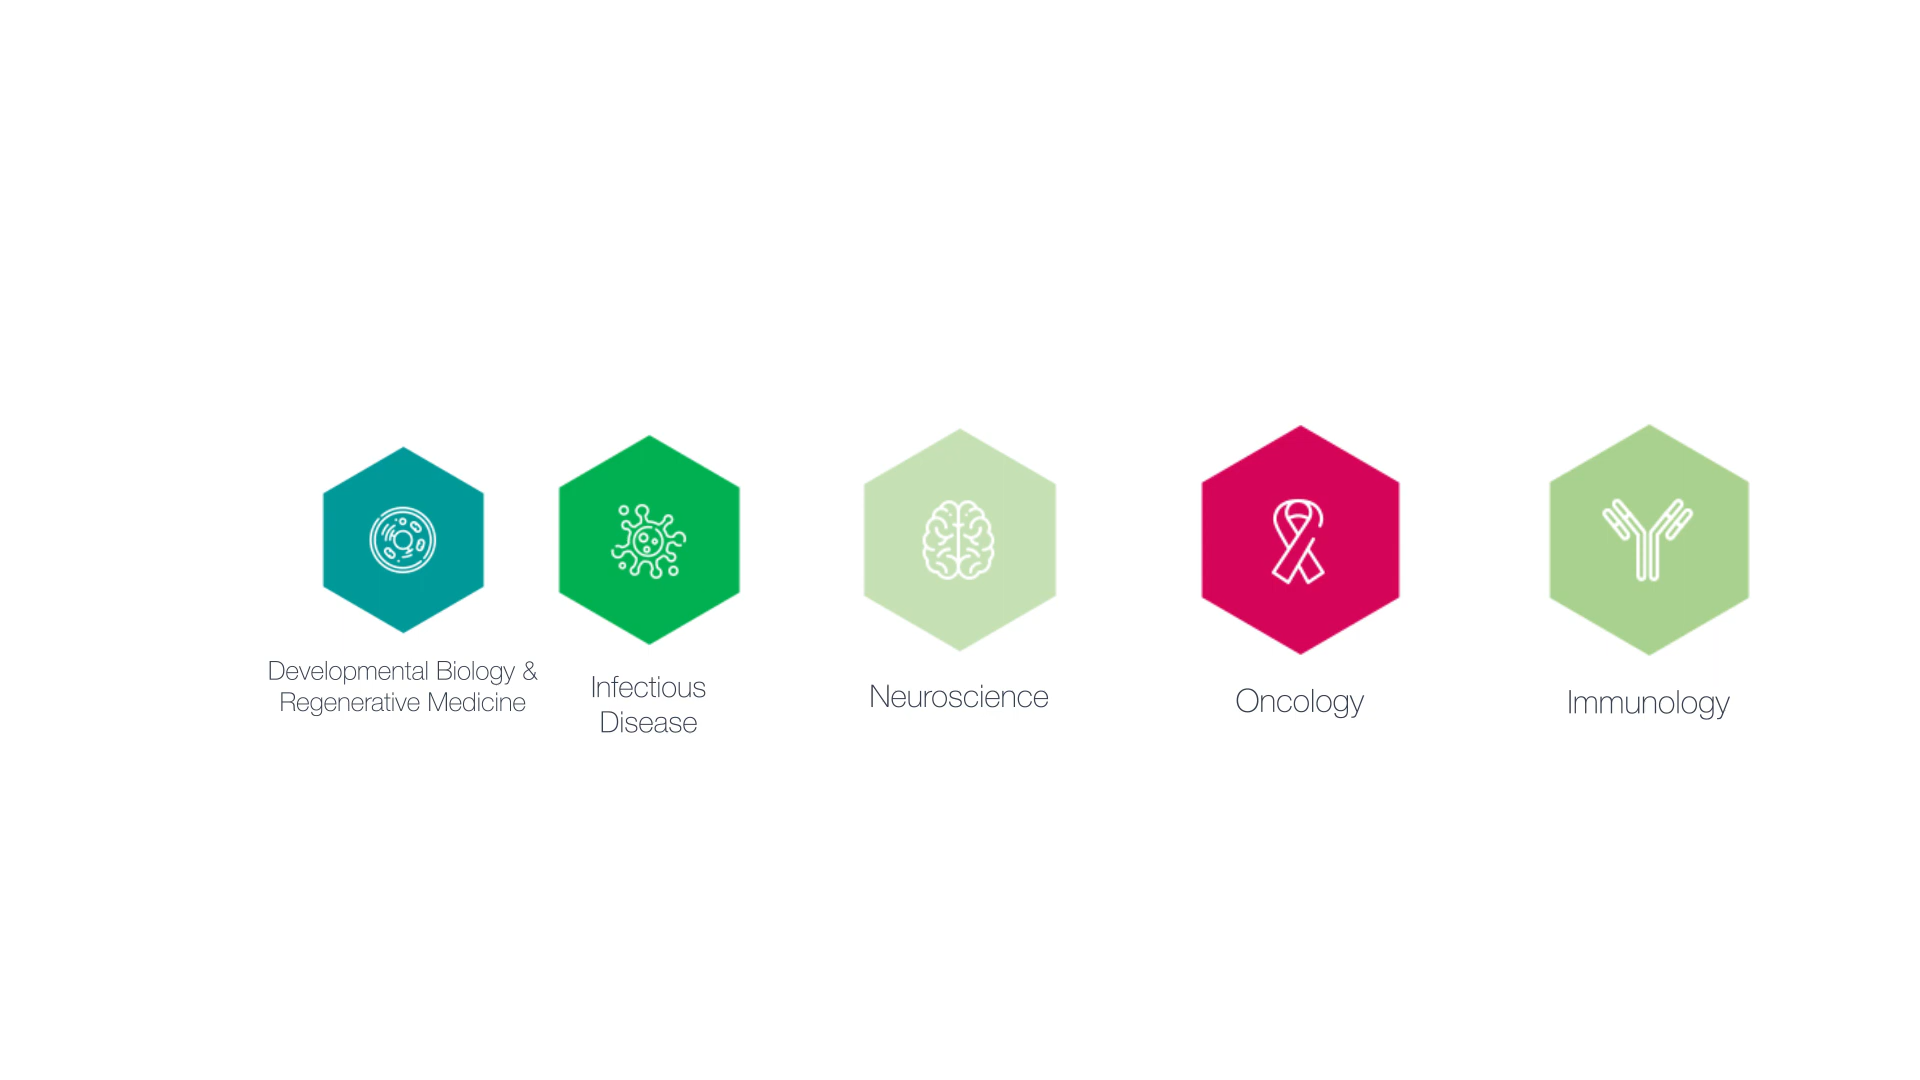 Developmental Biology &
Regenerative Medicine
Infectious
Disease
Neuroscience
Oncology
Immunology